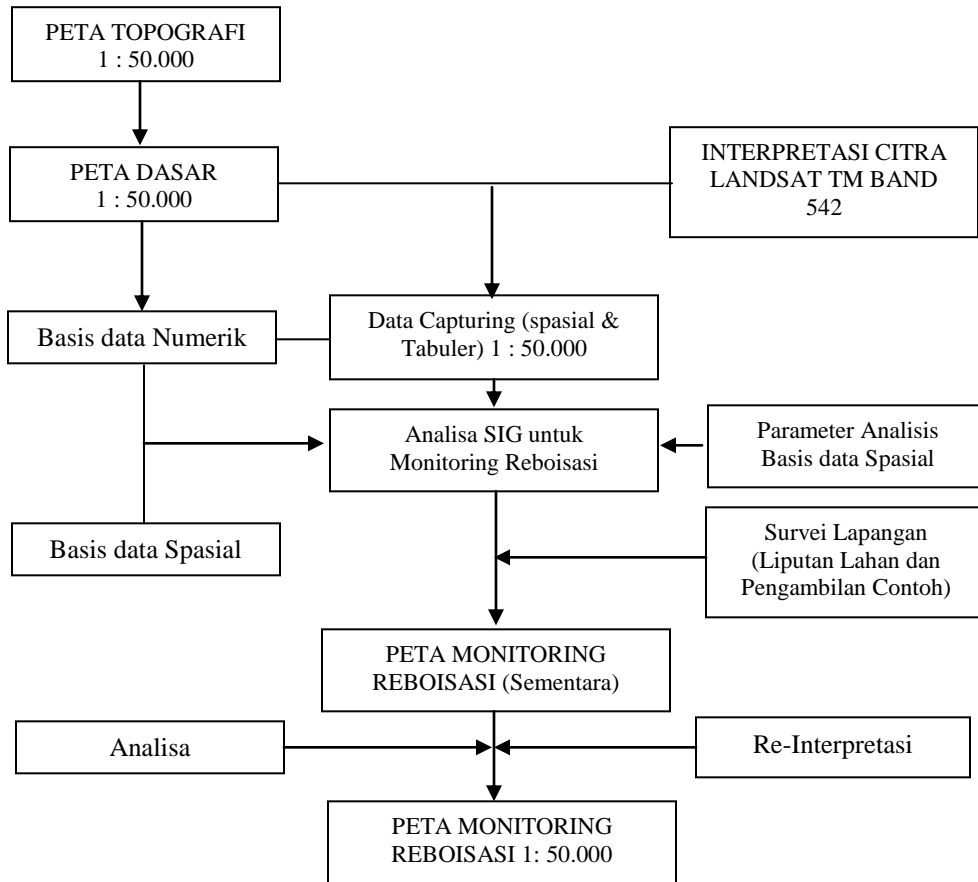 PETA TOPOGRAFI
1 : 50.000
PETA DASAR
1 : 50.000
INTERPRETASI CITRA
LANDSAT TM BAND
542
Basis data Numerik
Data Capturing (spasial &
Tabuler) 1 : 50.000
Analisa SIG untuk
Monitoring Reboisasi
Parameter Analisis
Basis data Spasial
Basis data Spasial
Survei Lapangan
(Liputan Lahan dan
Pengambilan Contoh)
PETA MONITORING
REBOISASI (Sementara)
Analisa
Re-Interpretasi
PETA MONITORING
REBOISASI 1: 50.000